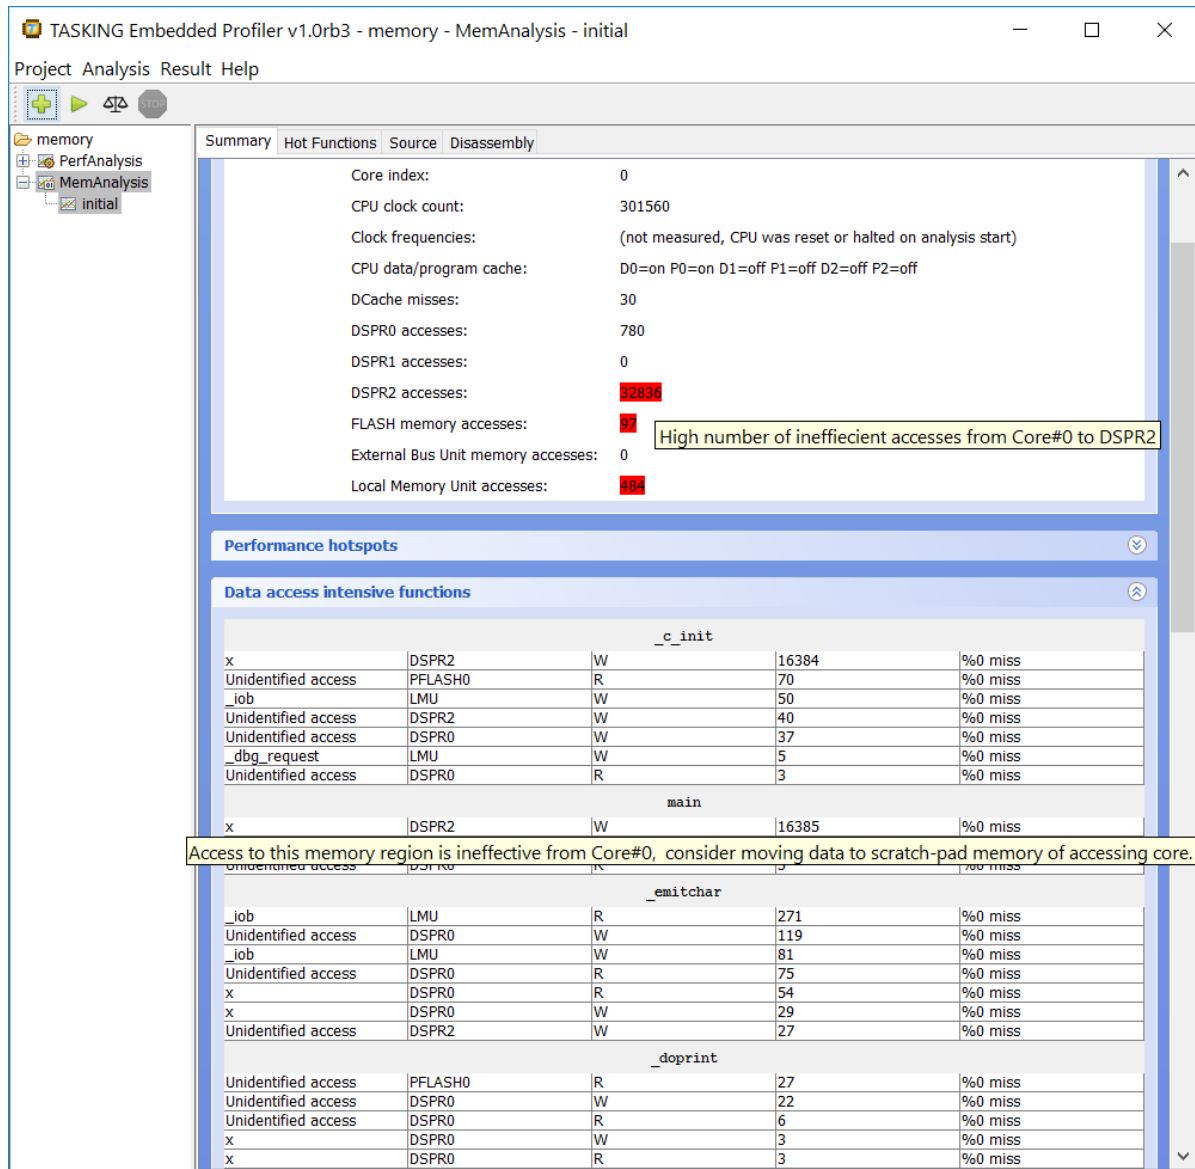 TASKING Embedded Profiler v1.0rb3 - memory - MemAnalysis - initial
Project Analysis Result Help
STOP
memory
PerfAnalysis
MemAnalysis
initial
Summary Hot Functions Source Disassembly
Core index: 0
CPU clock count: 301560
Clock frequencies: (not measured, CPU was reset or halted on analysis start)
CPU data/program cache: D0=on P0=on D1=off P1=off D2=off P2=off
DCache misses: 30
DSPR0 accesses: 780
DSPR1 accesses: 0
DSPR2 accesses: 32836
FLASH memory accesses: 97
High number of ineffiecient accesses from Core#0 to DSPR2
External Bus Unit memory accesses: 0
Local Memory Unit accesses: 484
Performance hotspots
Data access intensive functions
_c_init
x DSPR2 W 16384 %0 miss
Unidentified access PFLASH0 R 70 %0 miss
_iob LMU W 50 %0 miss
Unidentified access DSPR2 W 40 %0 miss
Unidentified access DSPR0 W 37 %0 miss
_dbg_request LMU W 5 %0 miss
Unidentified access DSPR0 R 3 %0 miss
main
x DSPR2 W 16385 %0 miss
Access to this memory region is ineffective from Core#0, consider moving data to scratch-pad memory of accessing core.
Unidentified access DSPR0 R %0 miss
_emitchar
_iob LMU R 271 %0 miss
Unidentified access DSPR0 W 119 %0 miss
_iob LMU W 81 %0 miss
Unidentified access DSPR0 R 75 %0 miss
x DSPR0 R 54 %0 miss
x DSPR0 W 29 %0 miss
Unidentified access DSPR2 W 27 %0 miss
_doprint
Unidentified access PFLASH0 R 27 %0 miss
Unidentified access DSPR0 W 22 %0 miss
Unidentified access DSPR0 R 6 %0 miss
x DSPR0 W 3 %0 miss
x DSPR0 R 3 %0 miss